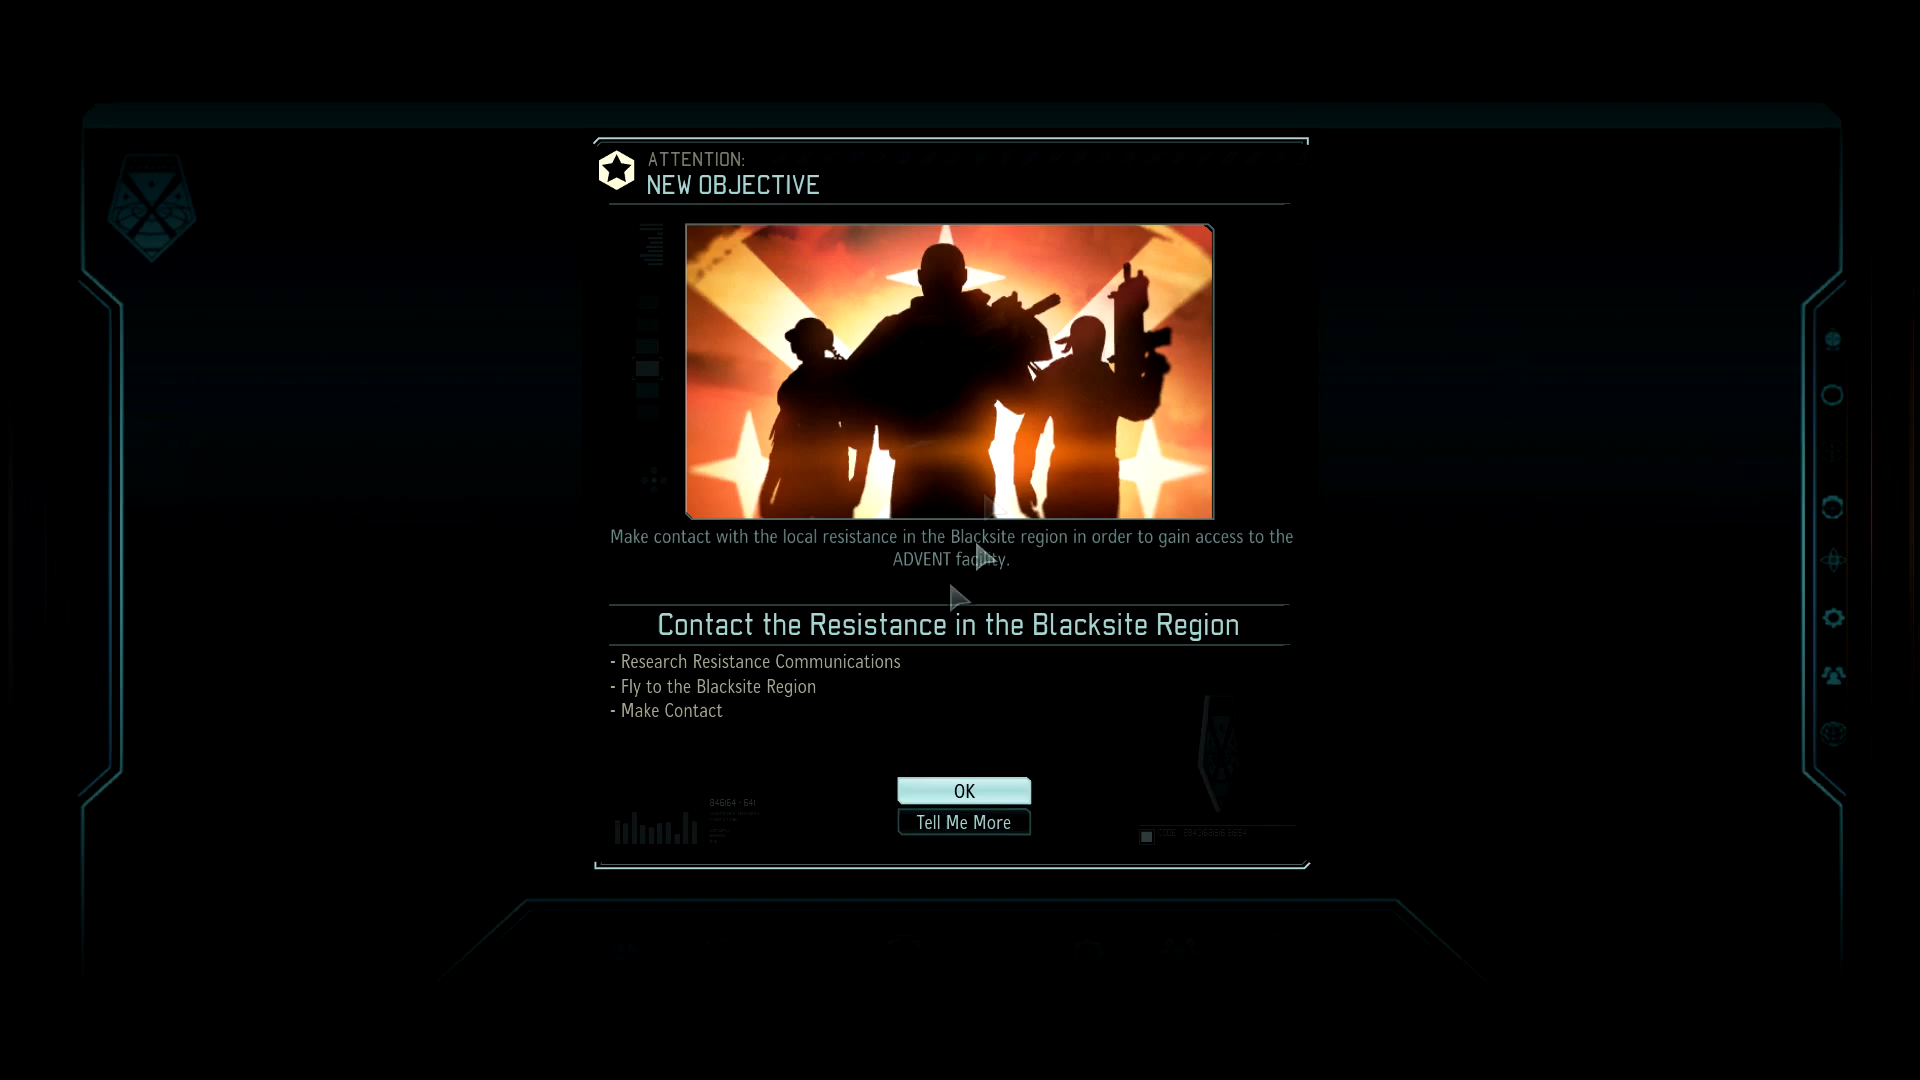 ATTENTION:
NEW OBJECTIVE
Make contact with the local resistance in the Blacksite region in order to gain access to the
ADVENT facility.
Contact the Resistance in the Blacksite Region
- Research Resistance Communications
- Fly to the Blacksite Region
- Make Contact
OK
Tell Me More